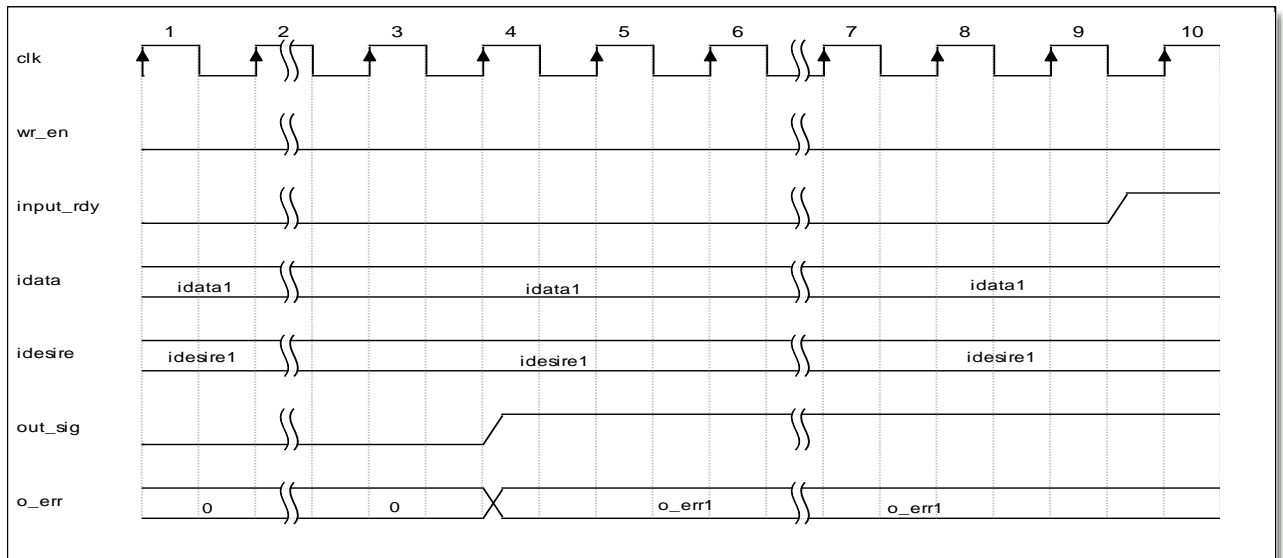 1 2 3 4 5 6 7 8 9 10
clk
wr_en
input_rdy
idata idata1 idata1 idata1
idesire idesire1 idesire1 idesire1
out_sig
o_err 0 0 o_err1 o_err1